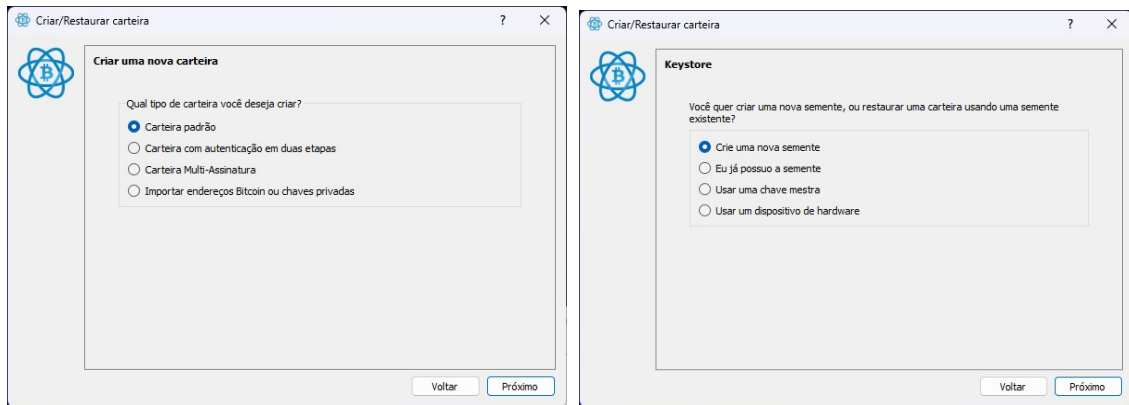 Criar/Restaurar carteira
Criar uma nova carteira
Qual tipo de carteira você deseja criar?
Carteira padrão
Carteira com autenticação em duas etapas
Carteira Multi-Assinatura
Importar endereços Bitcoin ou chaves privadas
Voltar
Próximo
Criar/Restaurar carteira
Keystore
Você quer criar uma nova semente, ou restaurar uma carteira usando uma semente
existente?
Crie uma nova semente
Eu já possuo a semente
Usar uma chave mestra
Usar um dispositivo de hardware
Voltar
Próximo